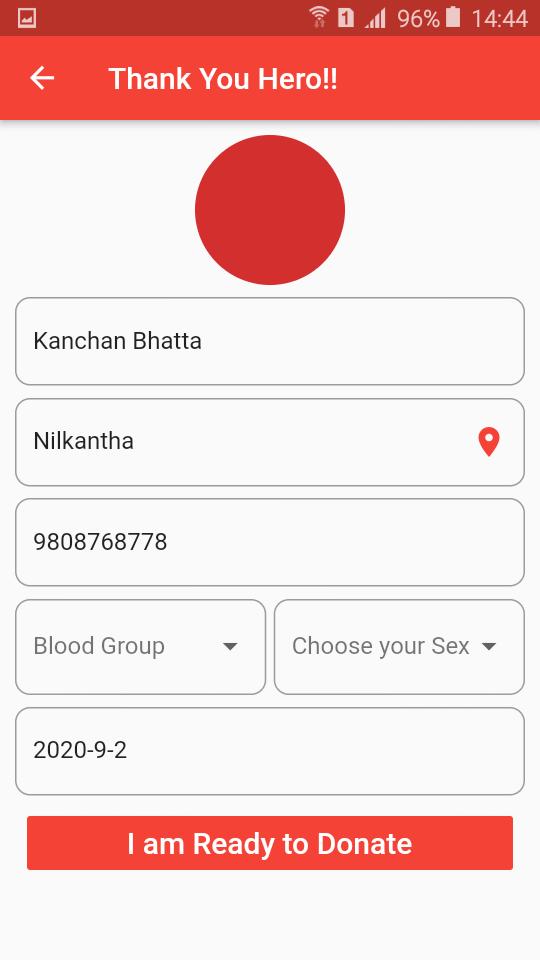 1 96% 14:44
Thank You Hero!!
Kanchan Bhatta
Nilkantha
9808768778
Blood Group Choose your Sex
2020-9-2
I am Ready to Donate